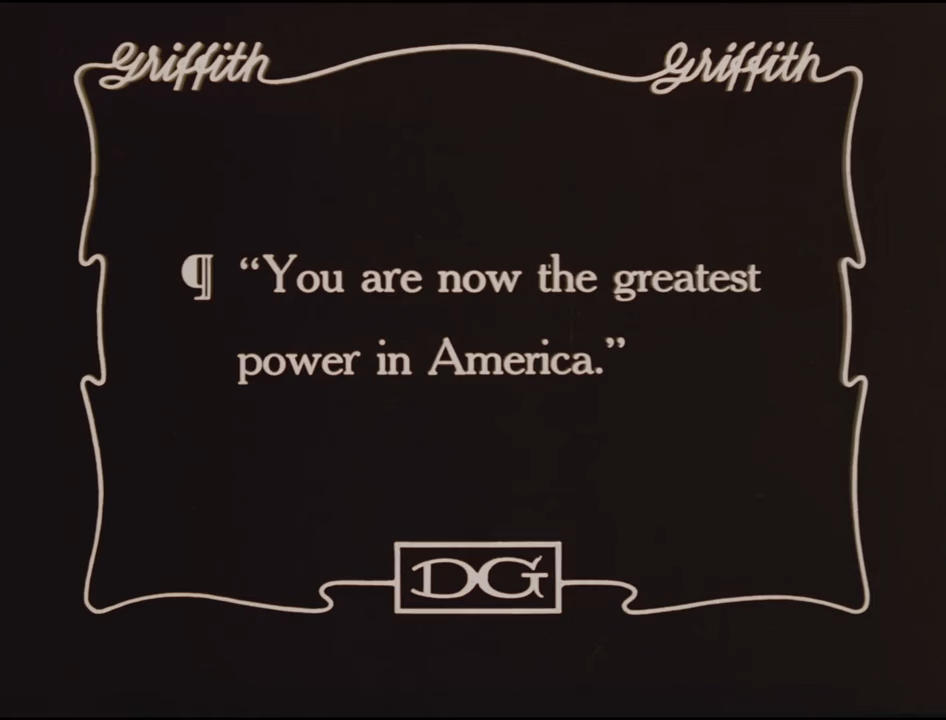 Griffith Griffith
¶ “You are now the greatest
power in America.”
DG